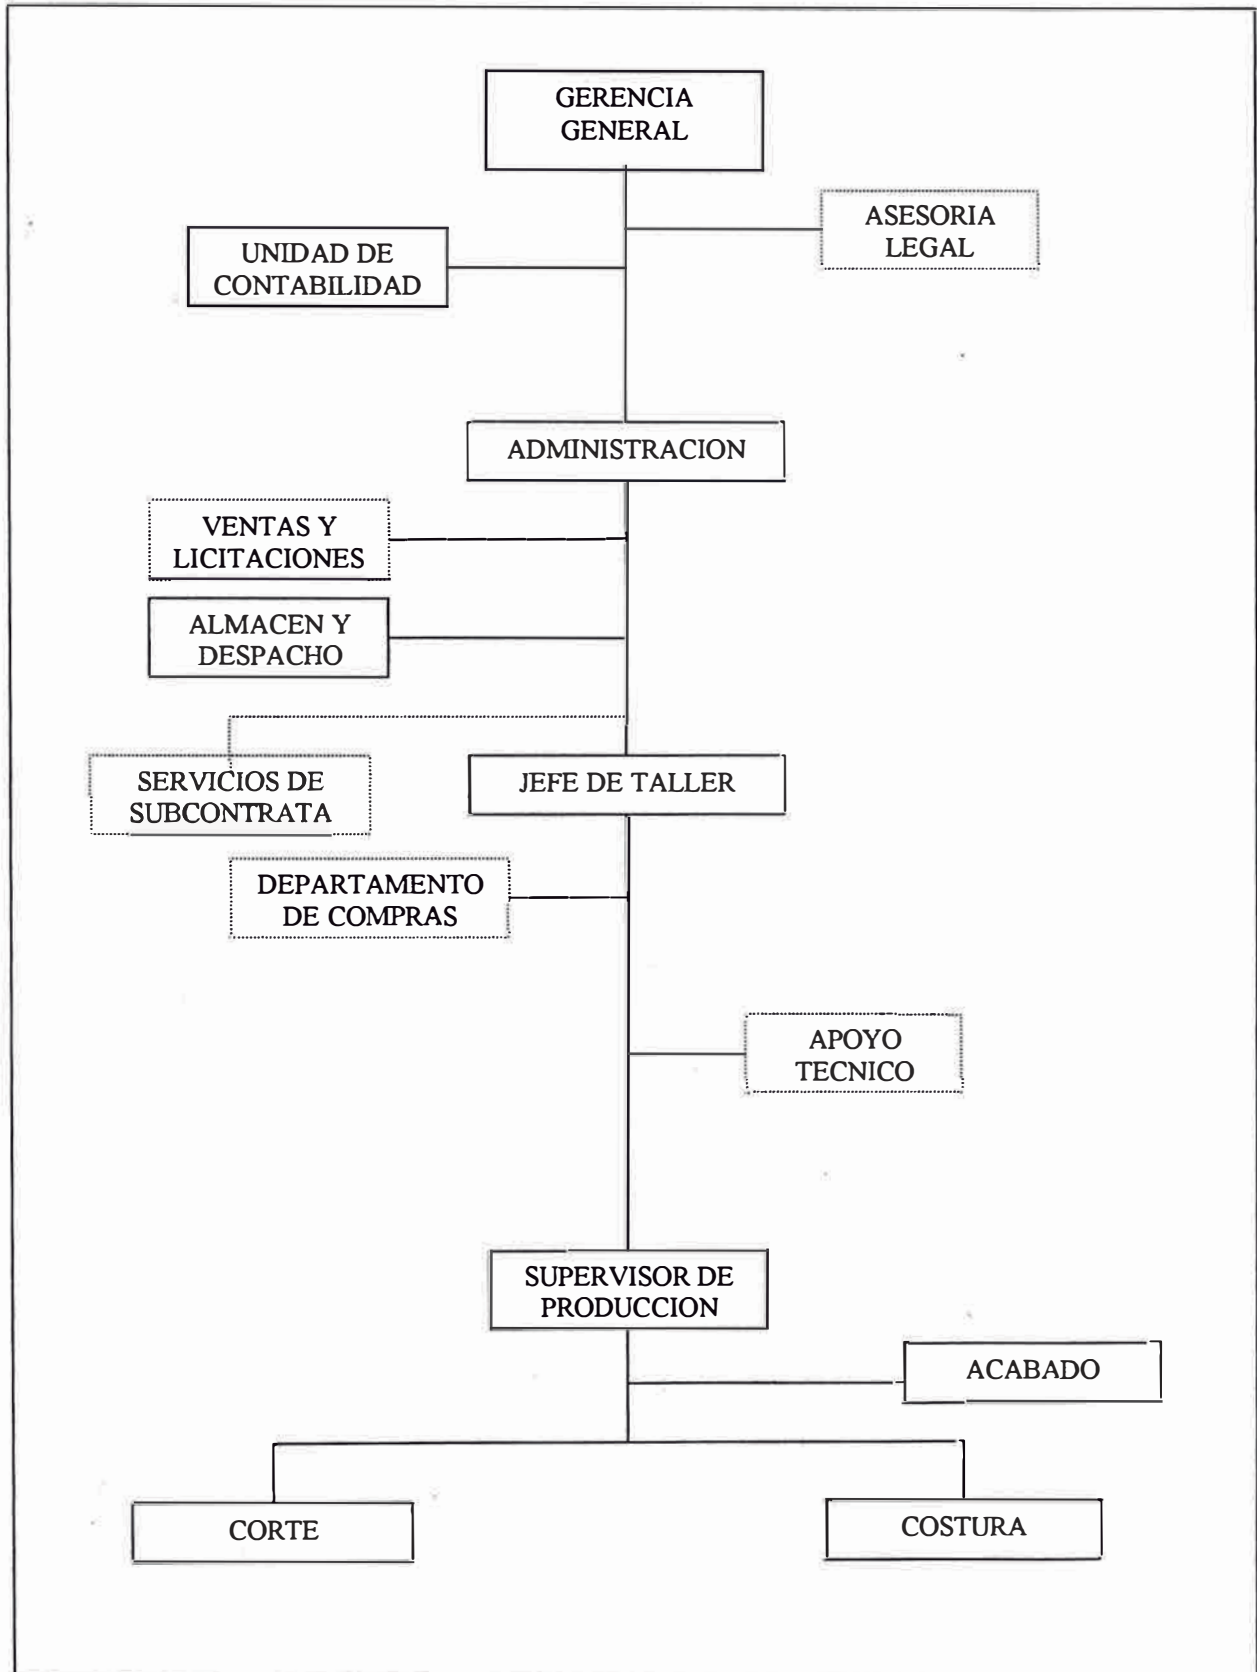 GERENCIA
GENERAL
ASESORIA
LEGAL
UNIDAD DE
CONTABILIDAD
ADMINISTRACION
VENTAS Y
LICITACIONES
ALMACEN Y
DESPACHO
SERVICIOS DE
SUBCONTRATA
JEFE DE TALLER
DEPARTAMENTO
DE COMPRAS
APOYO
TECNICO
SUPERVISOR DE
PRODUCCION
ACABADO
CORTE
COSTURA